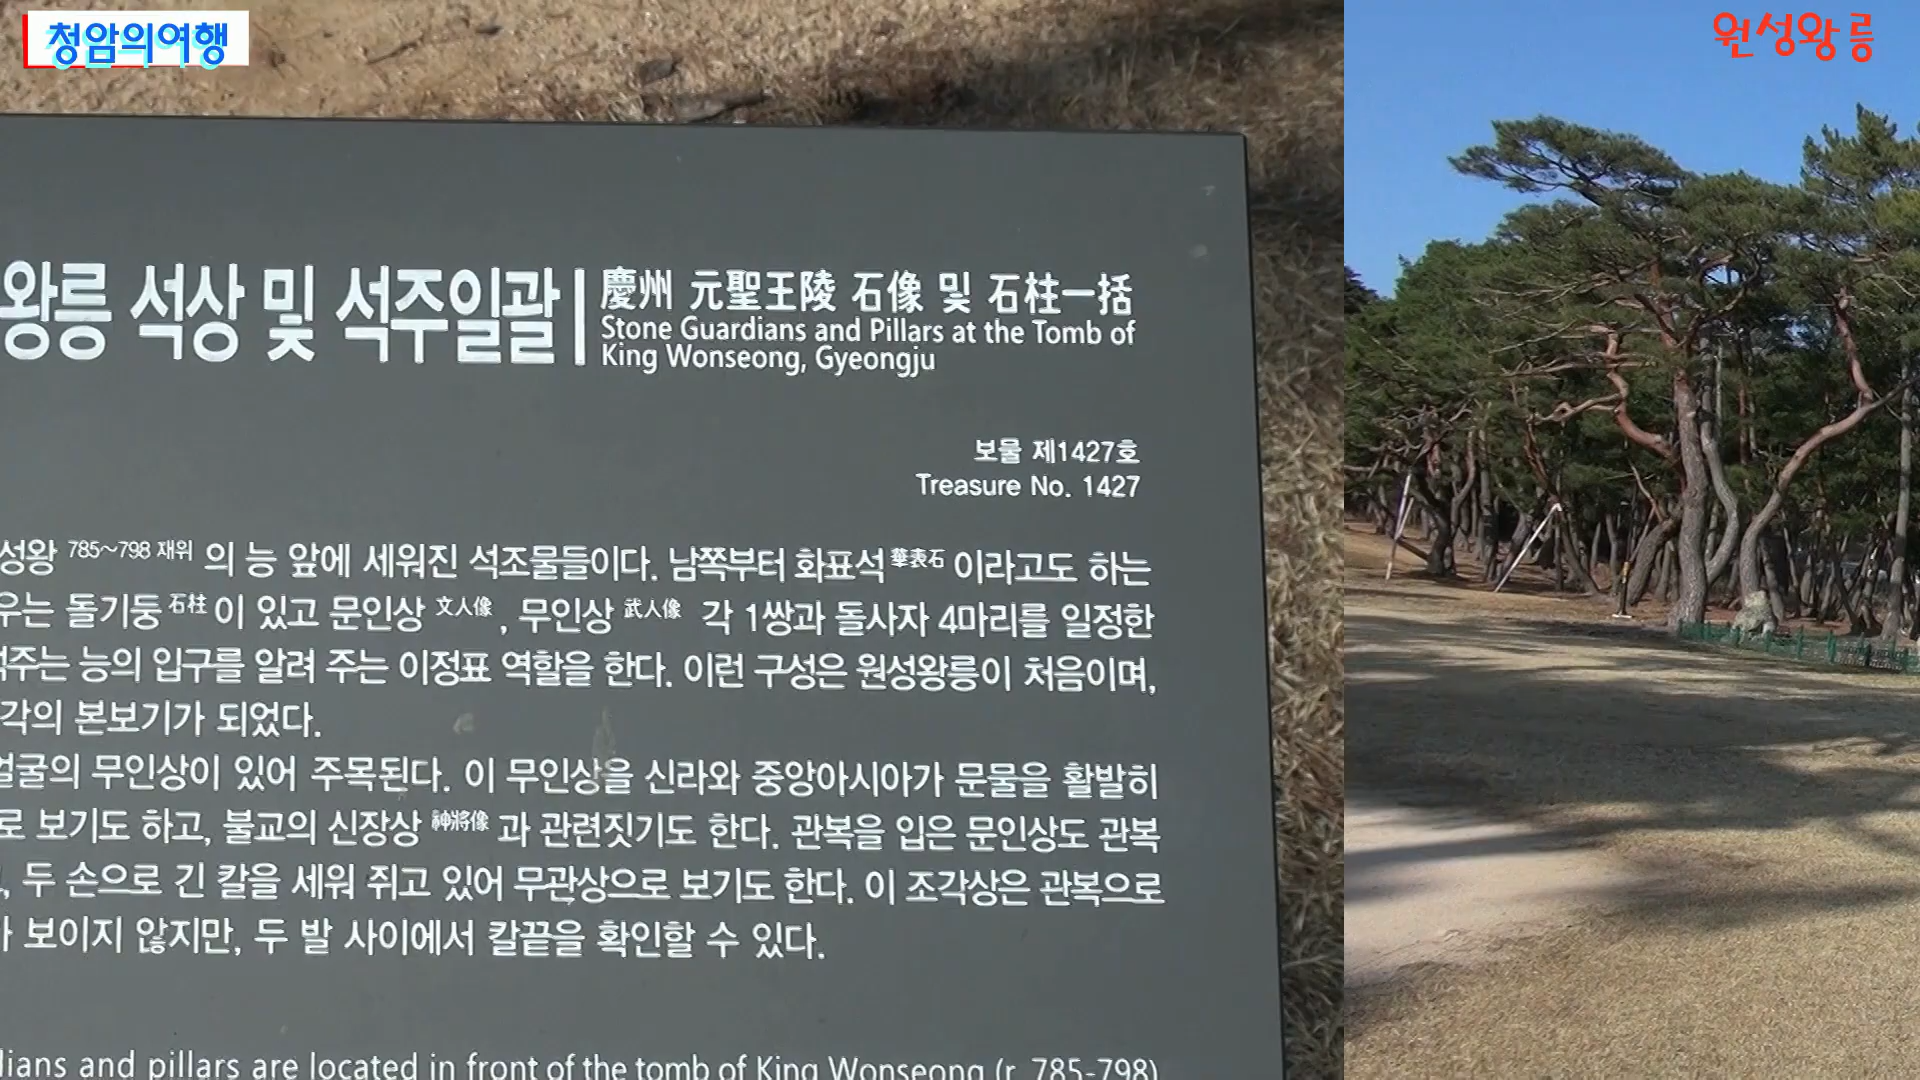 청암의여행
원성왕릉
왕릉 석상 및 석주일괄
慶州 元聖王陵 石像 및 石柱一括
Stone Guardians and Pillars at the Tomb of
King Wonseong, Gyeongju
보물 제1427호
Treasure No. 1427
성왕 785~798 재위 의 능 앞에 세워진 석조물들이다. 남쪽부터 화표석 華表石 이라고도 하는
우는 돌기둥 石柱 이 있고 문인상 文人像 , 무인상 武人像 각 1쌍과 돌사자 4마리를 일정한
석주는 능의 입구를 알려 주는 이정표 역할을 한다. 이런 구성은 원성왕릉이 처음이며,
각의 본보기가 되었다.
얼굴의 무인상이 있어 주목된다. 이 무인상을 신라와 중앙아시아가 문물을 활발히
로 보기도 하고, 불교의 신장상 神將像 과 관련짓기도 한다. 관복을 입은 문인상도 관복
, 두 손으로 긴 칼을 세워 쥐고 있어 무관상으로 보기도 한다. 이 조각상은 관복으로
가 보이지 않지만, 두 발 사이에서 칼끝을 확인할 수 있다.
dians and pillars are located in front of the tomb of King Wonseong (r. 785-798)